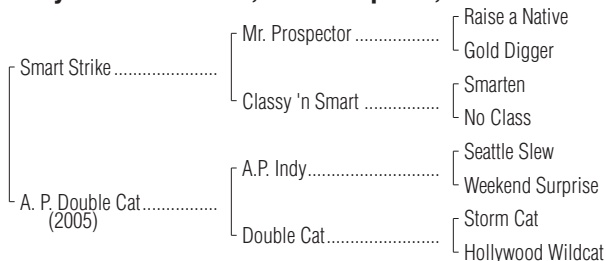 Raise a Native
Mr. Prospector ..................
Gold Digger
Smart Strike ......................
Smarten
Classy 'n Smart ................
No Class
Seattle Slew
A.P. Indy............................
Weekend Surprise
A. P. Double Cat................
(2005)
Storm Cat
Double Cat........................
Hollywood Wildcat